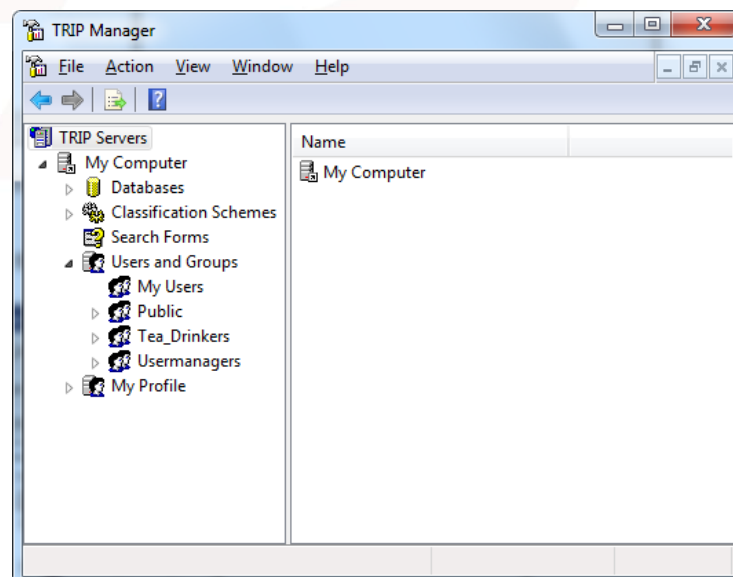 TRIP Manager
File Action View Window Help
TRIP Servers
My Computer
Databases
Classification Schemes
Search Forms
Users and Groups
My Users
Public
Tea_Drinkers
Usermanagers
My Profile
Name
My Computer